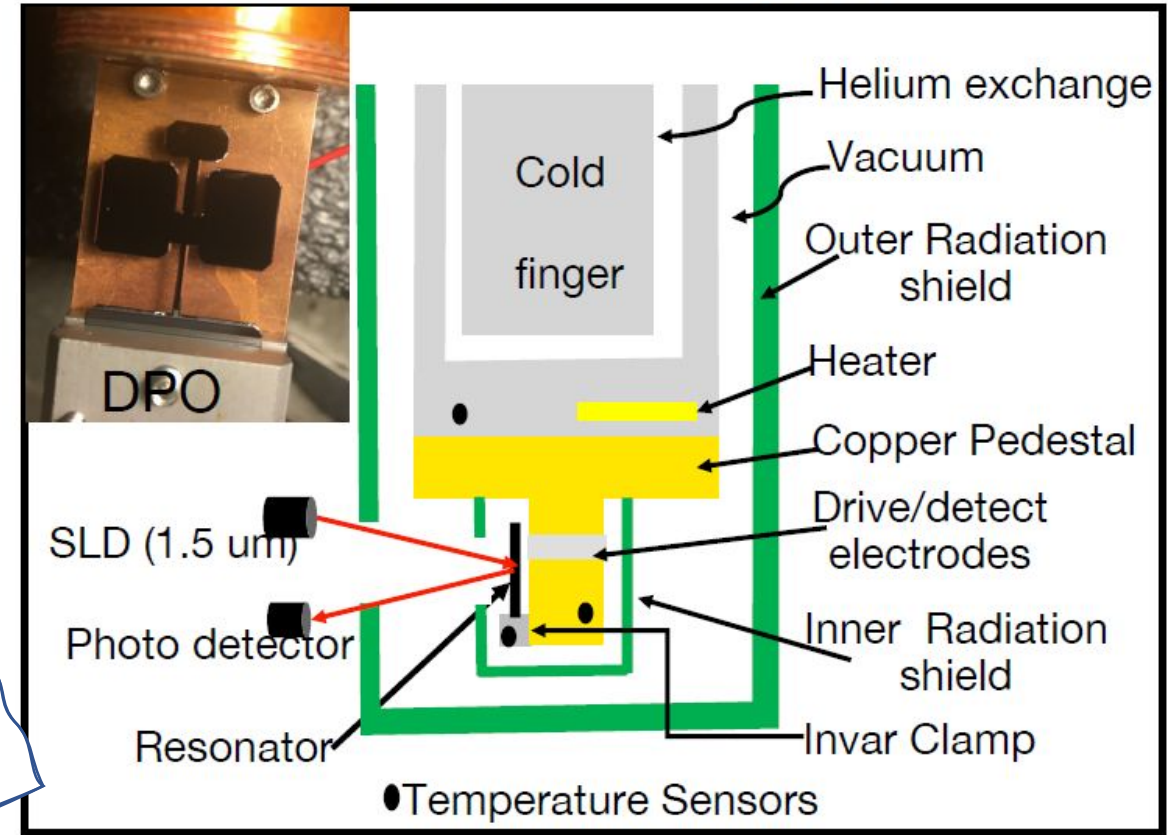 DPO
Cold
finger
Helium exchange
Vacuum
Outer Radiation
shield
Heater
Copper Pedestal
Drive/detect
electrodes
Inner Radiation
shield
Invar Clamp
SLD (1.5 um)
Photo detector
Resonator
Temperature Sensors